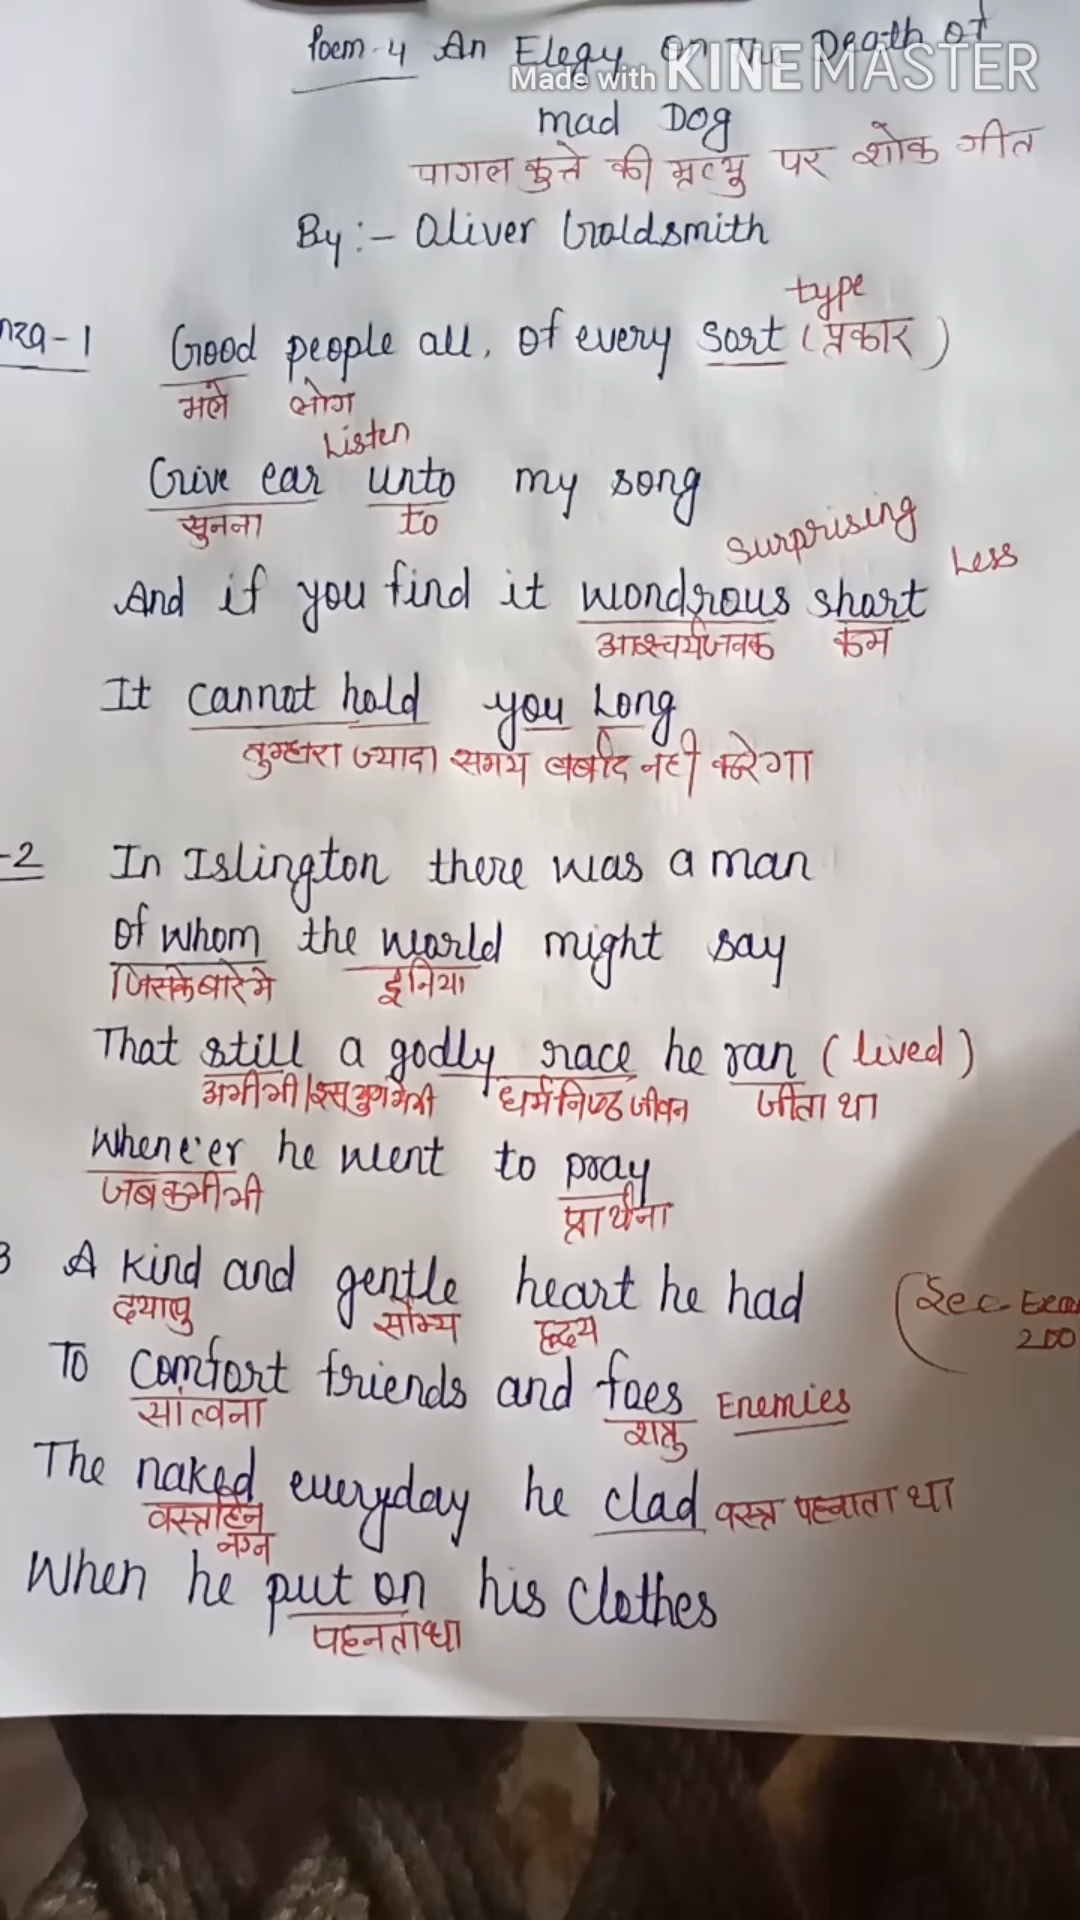 Poem-4 An Elegy On The Death of
Made with KINEMASTER
mad Dog
पागल कुत्ते की मृत्यु पर शोक गीत
By:- Oliver Goldsmith
type
nza-1 Good people all, of every sort (प्रकार)
भले लोग
Listen
Give ear unto my song
सुनना to
surprising Less
And if you find it wondrous short
आश्चर्यजनक कम
It cannot hold you Long
तुम्हारा ज्यादा समय बर्बाद नही करेगा
-2 In Islington there was a man
of whom the world might say
जिसके बारे मे दुनिया
That still a godly race he ran (lived)
अभी भी/इस युग मे भी धर्मनिष्ठ जीवन जीता था
Whene'er he went to pray
जब कभी भी प्रार्थना
3 A kind and gentle heart he had
दयालु सौम्य ह्रदय
To comfort friends and foes Enemies
सांत्वना शत्रु
The naked everyday he clad वस्त्र पहनाता था
वस्त्रहिन
नग्न
When he put on his clothes
पहनता था
(Sec-
200